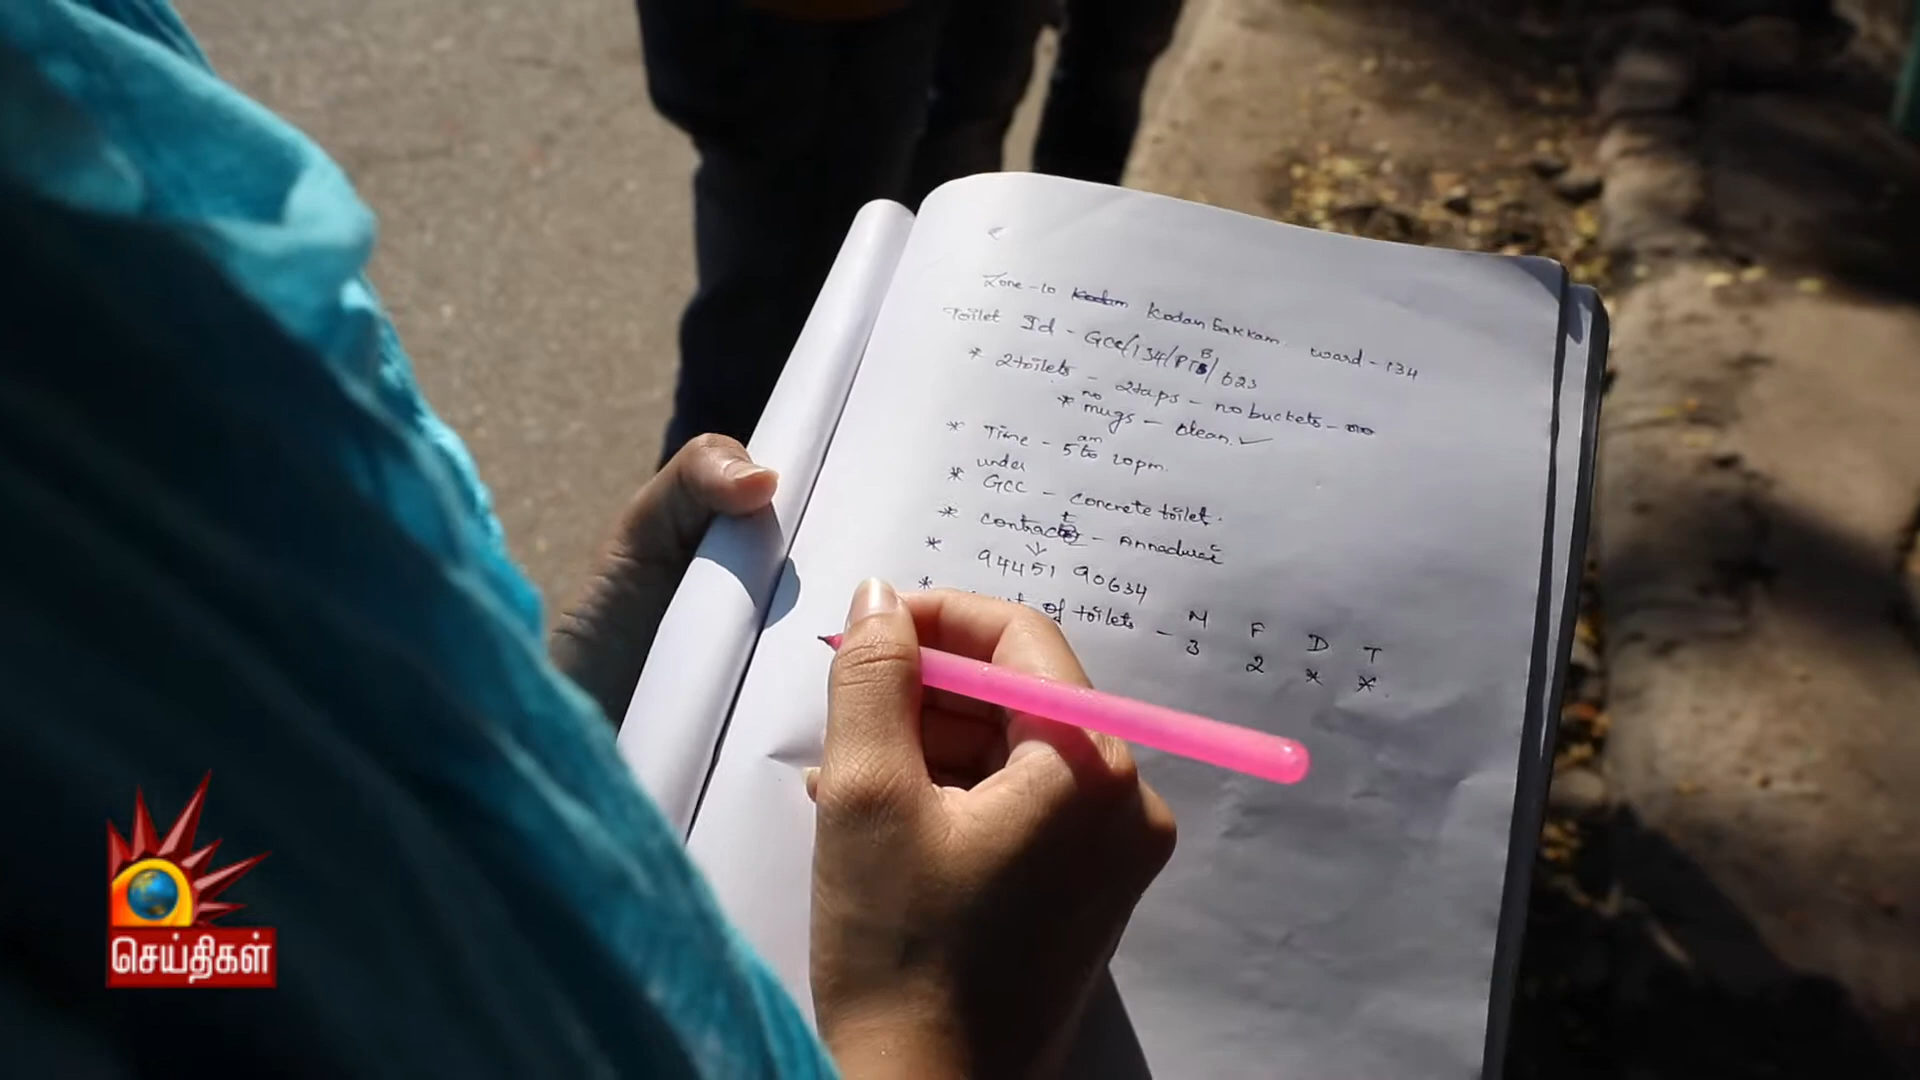 Zone - 10 Kodambakkam ward - 134
Toilet Id - GCC/134/PTB/023
* 2 toilets - 2 taps - no buckets -
* no mugs - clean ✓
* Time - 5 am to 10 pm.
* under GCC - concrete toilet.
* contract - Annadurai
* 94451 90634
* of toilets - M F D T
3 2 * *
செய்திகள்